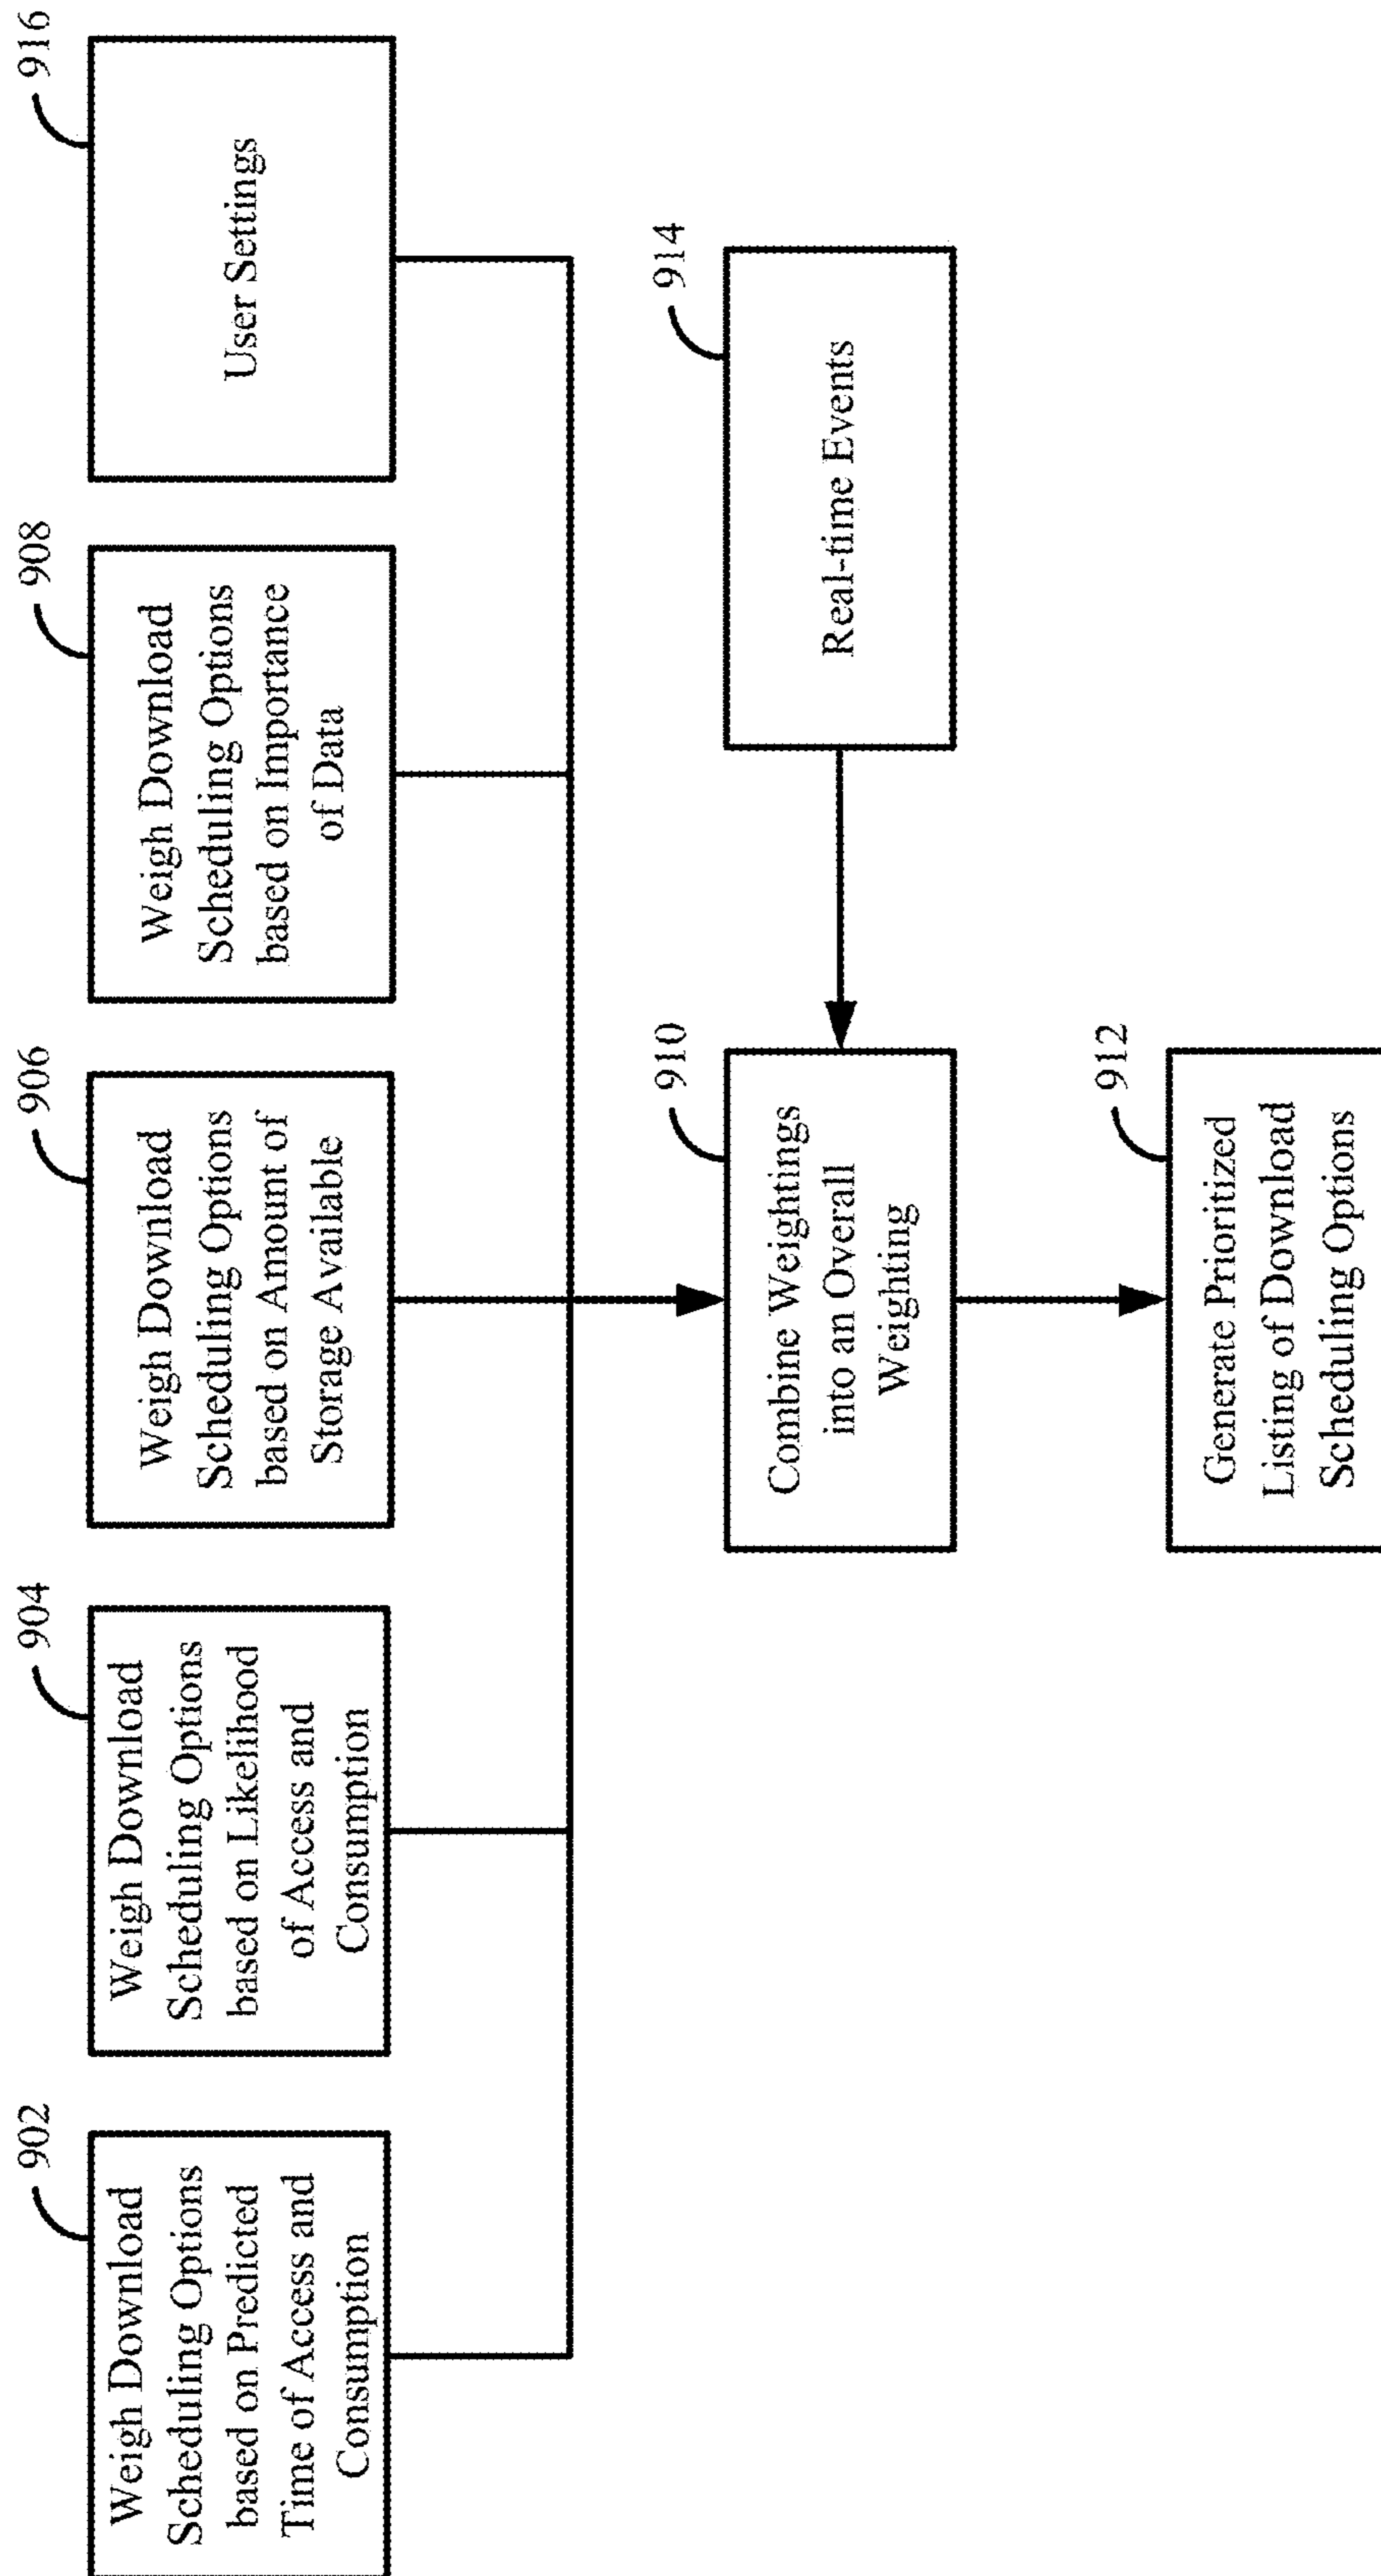 902
Weigh Download
Scheduling Options
based on Predicted
Time of Access and
Consumption
904
Weigh Download
Scheduling Options
based on Likelihood
of Access and
Consumption
906
Weigh Download
Scheduling Options
based on Amount of
Storage Available
908
Weigh Download
Scheduling Options
based on Importance
of Data
916
User Settings
910
Combine Weightings
into an Overall
Weighting
914
Real-time Events
912
Generate Prioritized
Listing of Download
Scheduling Options